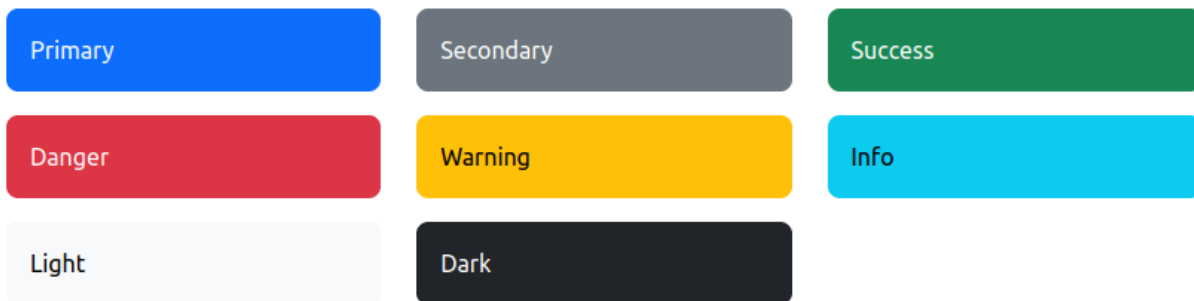 Primary
Secondary
Success
Danger
Warning
Info
Light
Dark